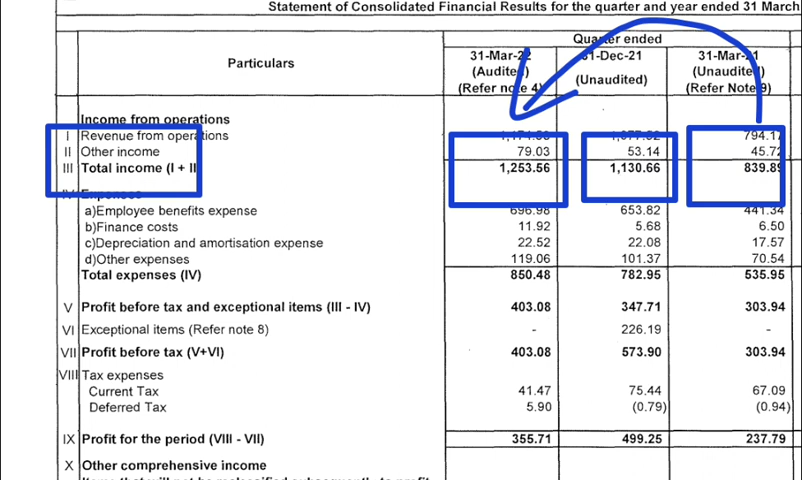 Statement of Consolidated Financial Results for the quarter and year ended 31 March
Quarter ended
Particulars 31-Mar-22 31-Dec-21 31-Mar-21
(Audited) (Unaudited) (Unaudited)
(Refer note 4) (Refer Note 9)
Income from operations
I Revenue from operations 794.17
II Other income 79.03 53.14 45.72
III Total income (I + II 1,253.56 1,130.66 839.89
IV Expenses
a)Employee benefits expense 696.98 653.82 441.34
b)Finance costs 11.92 5.68 6.50
c)Depreciation and amortisation expense 22.52 22.08 17.57
d)Other expenses 119.06 101.37 70.54
Total expenses (IV) 850.48 782.95 535.95
V Profit before tax and exceptional items (III - IV) 403.08 347.71 303.94
VI Exceptional items (Refer note 8) - 226.19 -
VII Profit before tax (V+VI) 403.08 573.90 303.94
VIII Tax expenses
Current Tax 41.47 75.44 67.09
Deferred Tax 5.90 (0.79) (0.94)
IX Profit for the period (VIII - VII) 355.71 499.25 237.79
X Other comprehensive income